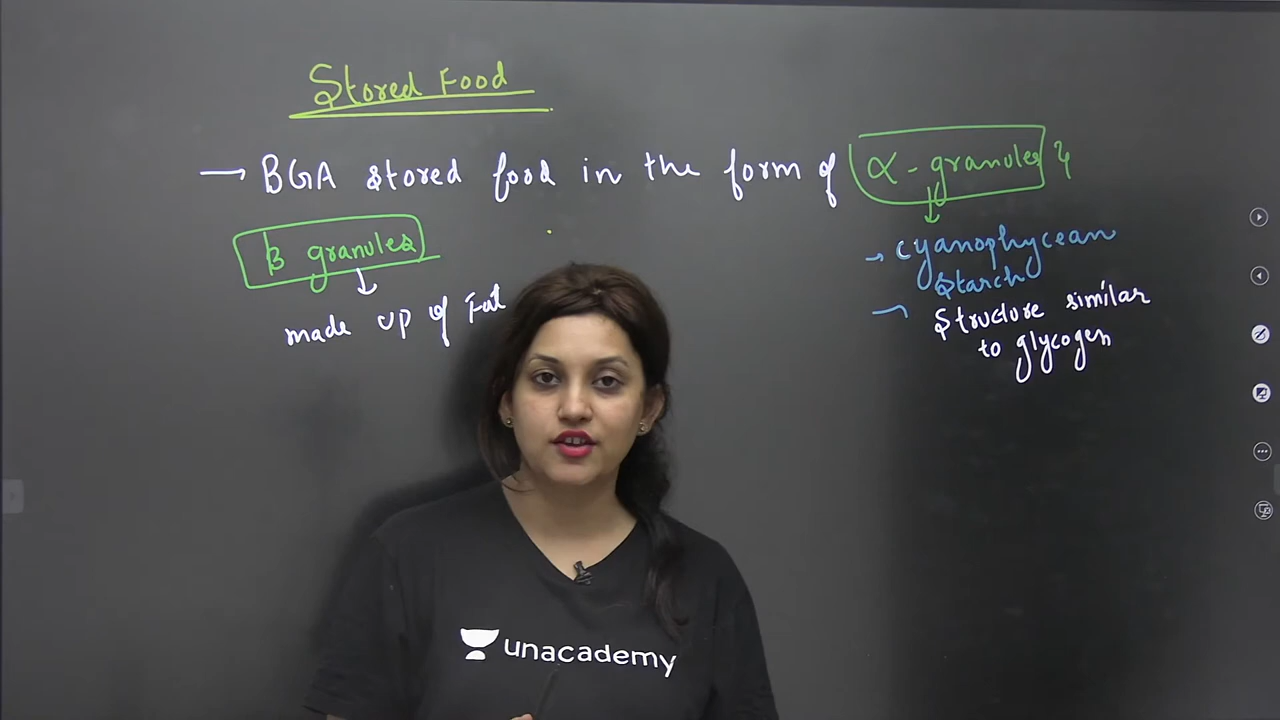 Stored Food
→ BGA stored food in the form of α-granules &
β granules
→ cyanophycean
starch
made up of Fat
→ structure similar
to glycogen
unacademy